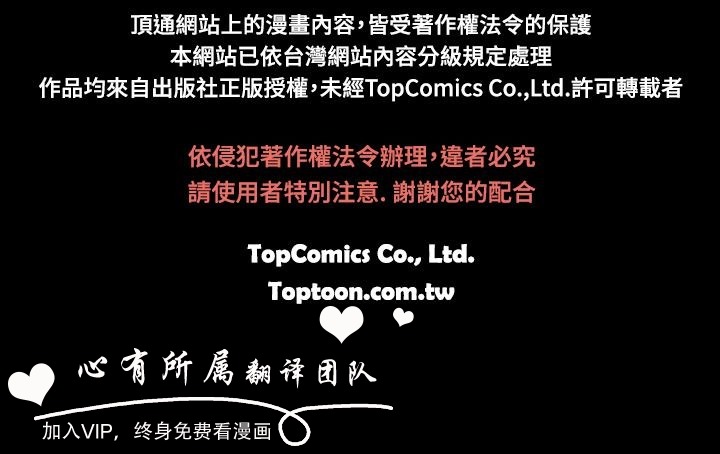 頂通網站上的漫畫內容，皆受著作權法令的保護
本網站已依台灣網站內容分級規定處理
作品均來自出版社正版授權，未經TopComics Co.,Ltd.許可轉載者
依侵犯著作權法令辦理，違者必究
請使用者特別注意. 謝謝您的配合
TopComics Co., Ltd.
Toptoon.com.tw
心有所属翻译团队
加入VIP，终身免费看漫画